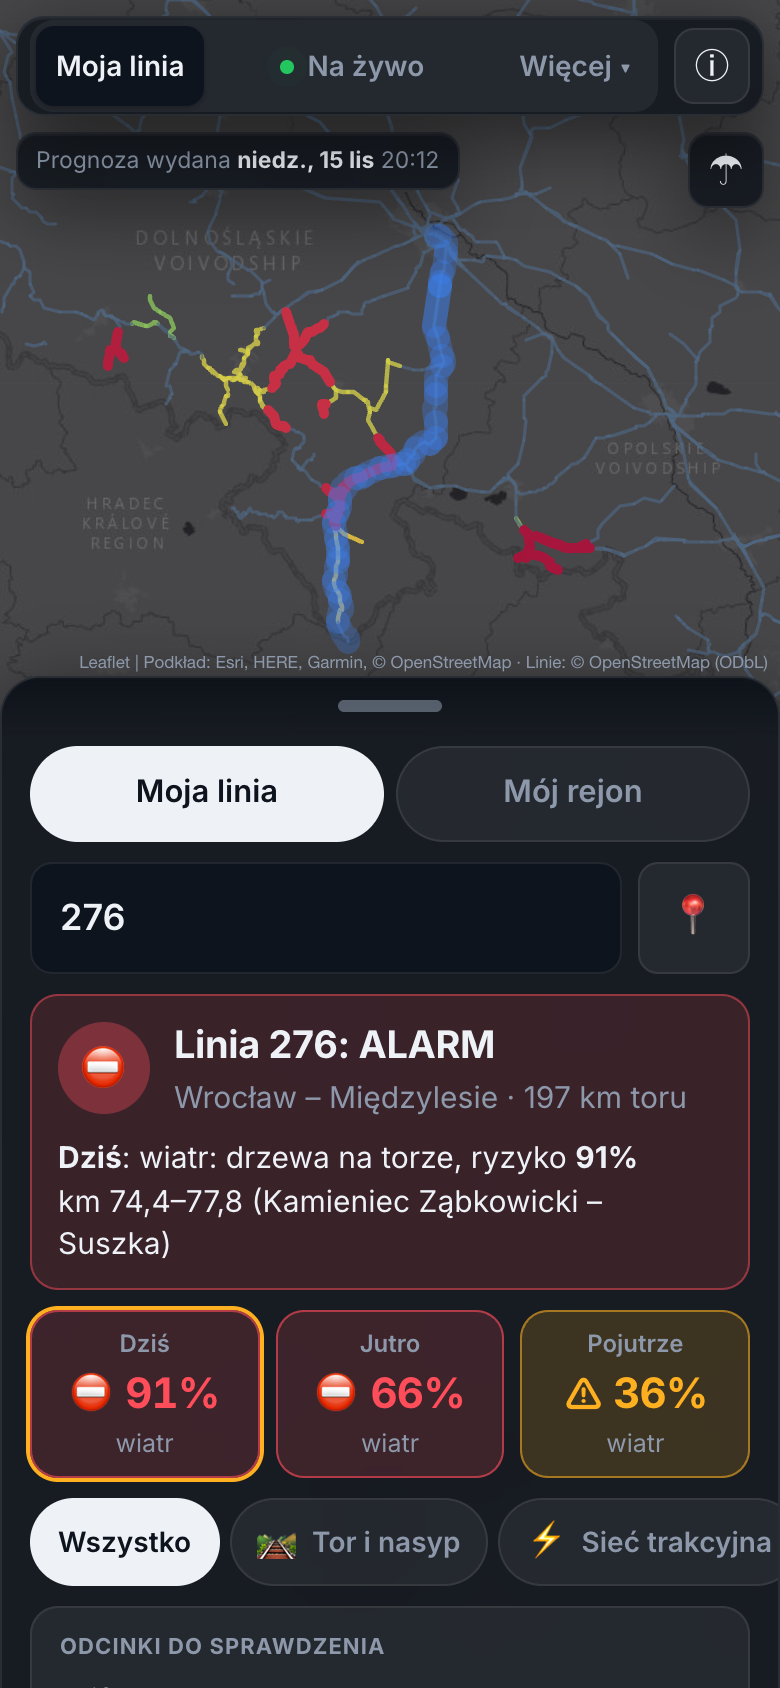 Moja linia
Na żywo
Więcej ▾
Prognoza wydana niedz., 15 lis 20:12
DOLNOŚLĄSKIE
VOIVODSHIP
OPOLSKIE
VOIVODSHIP
HRADEC
KRÁLOVÉ
REGION
Leaflet | Podkład: Esri, HERE, Garmin, © OpenStreetMap · Linie: © OpenStreetMap (ODbL)
Moja linia
Mój rejon
276
Linia 276: ALARM
Wrocław – Międzylesie · 197 km toru
Dziś: wiatr: drzewa na torze, ryzyko 91%
km 74,4–77,8 (Kamieniec Ząbkowicki –
Suszka)
Dziś
91%
wiatr
Jutro
66%
wiatr
Pojutrze
36%
wiatr
Wszystko
Tor i nasyp
Sieć trakcyjna
ODCINKI DO SPRAWDZENIA